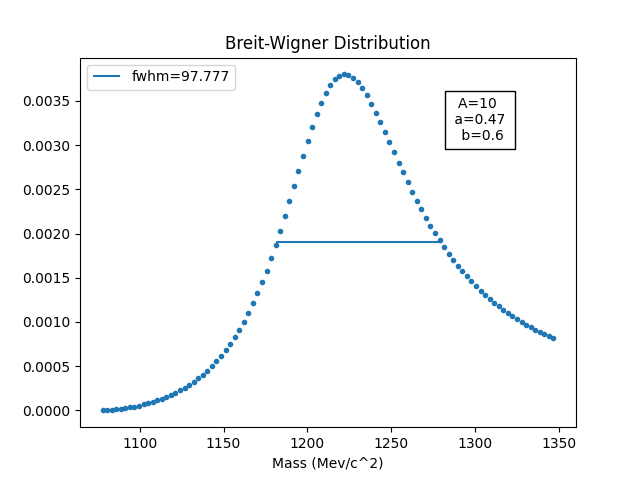 Breit-Wigner Distribution
fwhm=97.777
A=10
a=0.47
b=0.6
0.0035
0.0030
0.0025
0.0020
0.0015
0.0010
0.0005
0.0000
1100 1150 1200 1250 1300 1350
Mass (Mev/c^2)